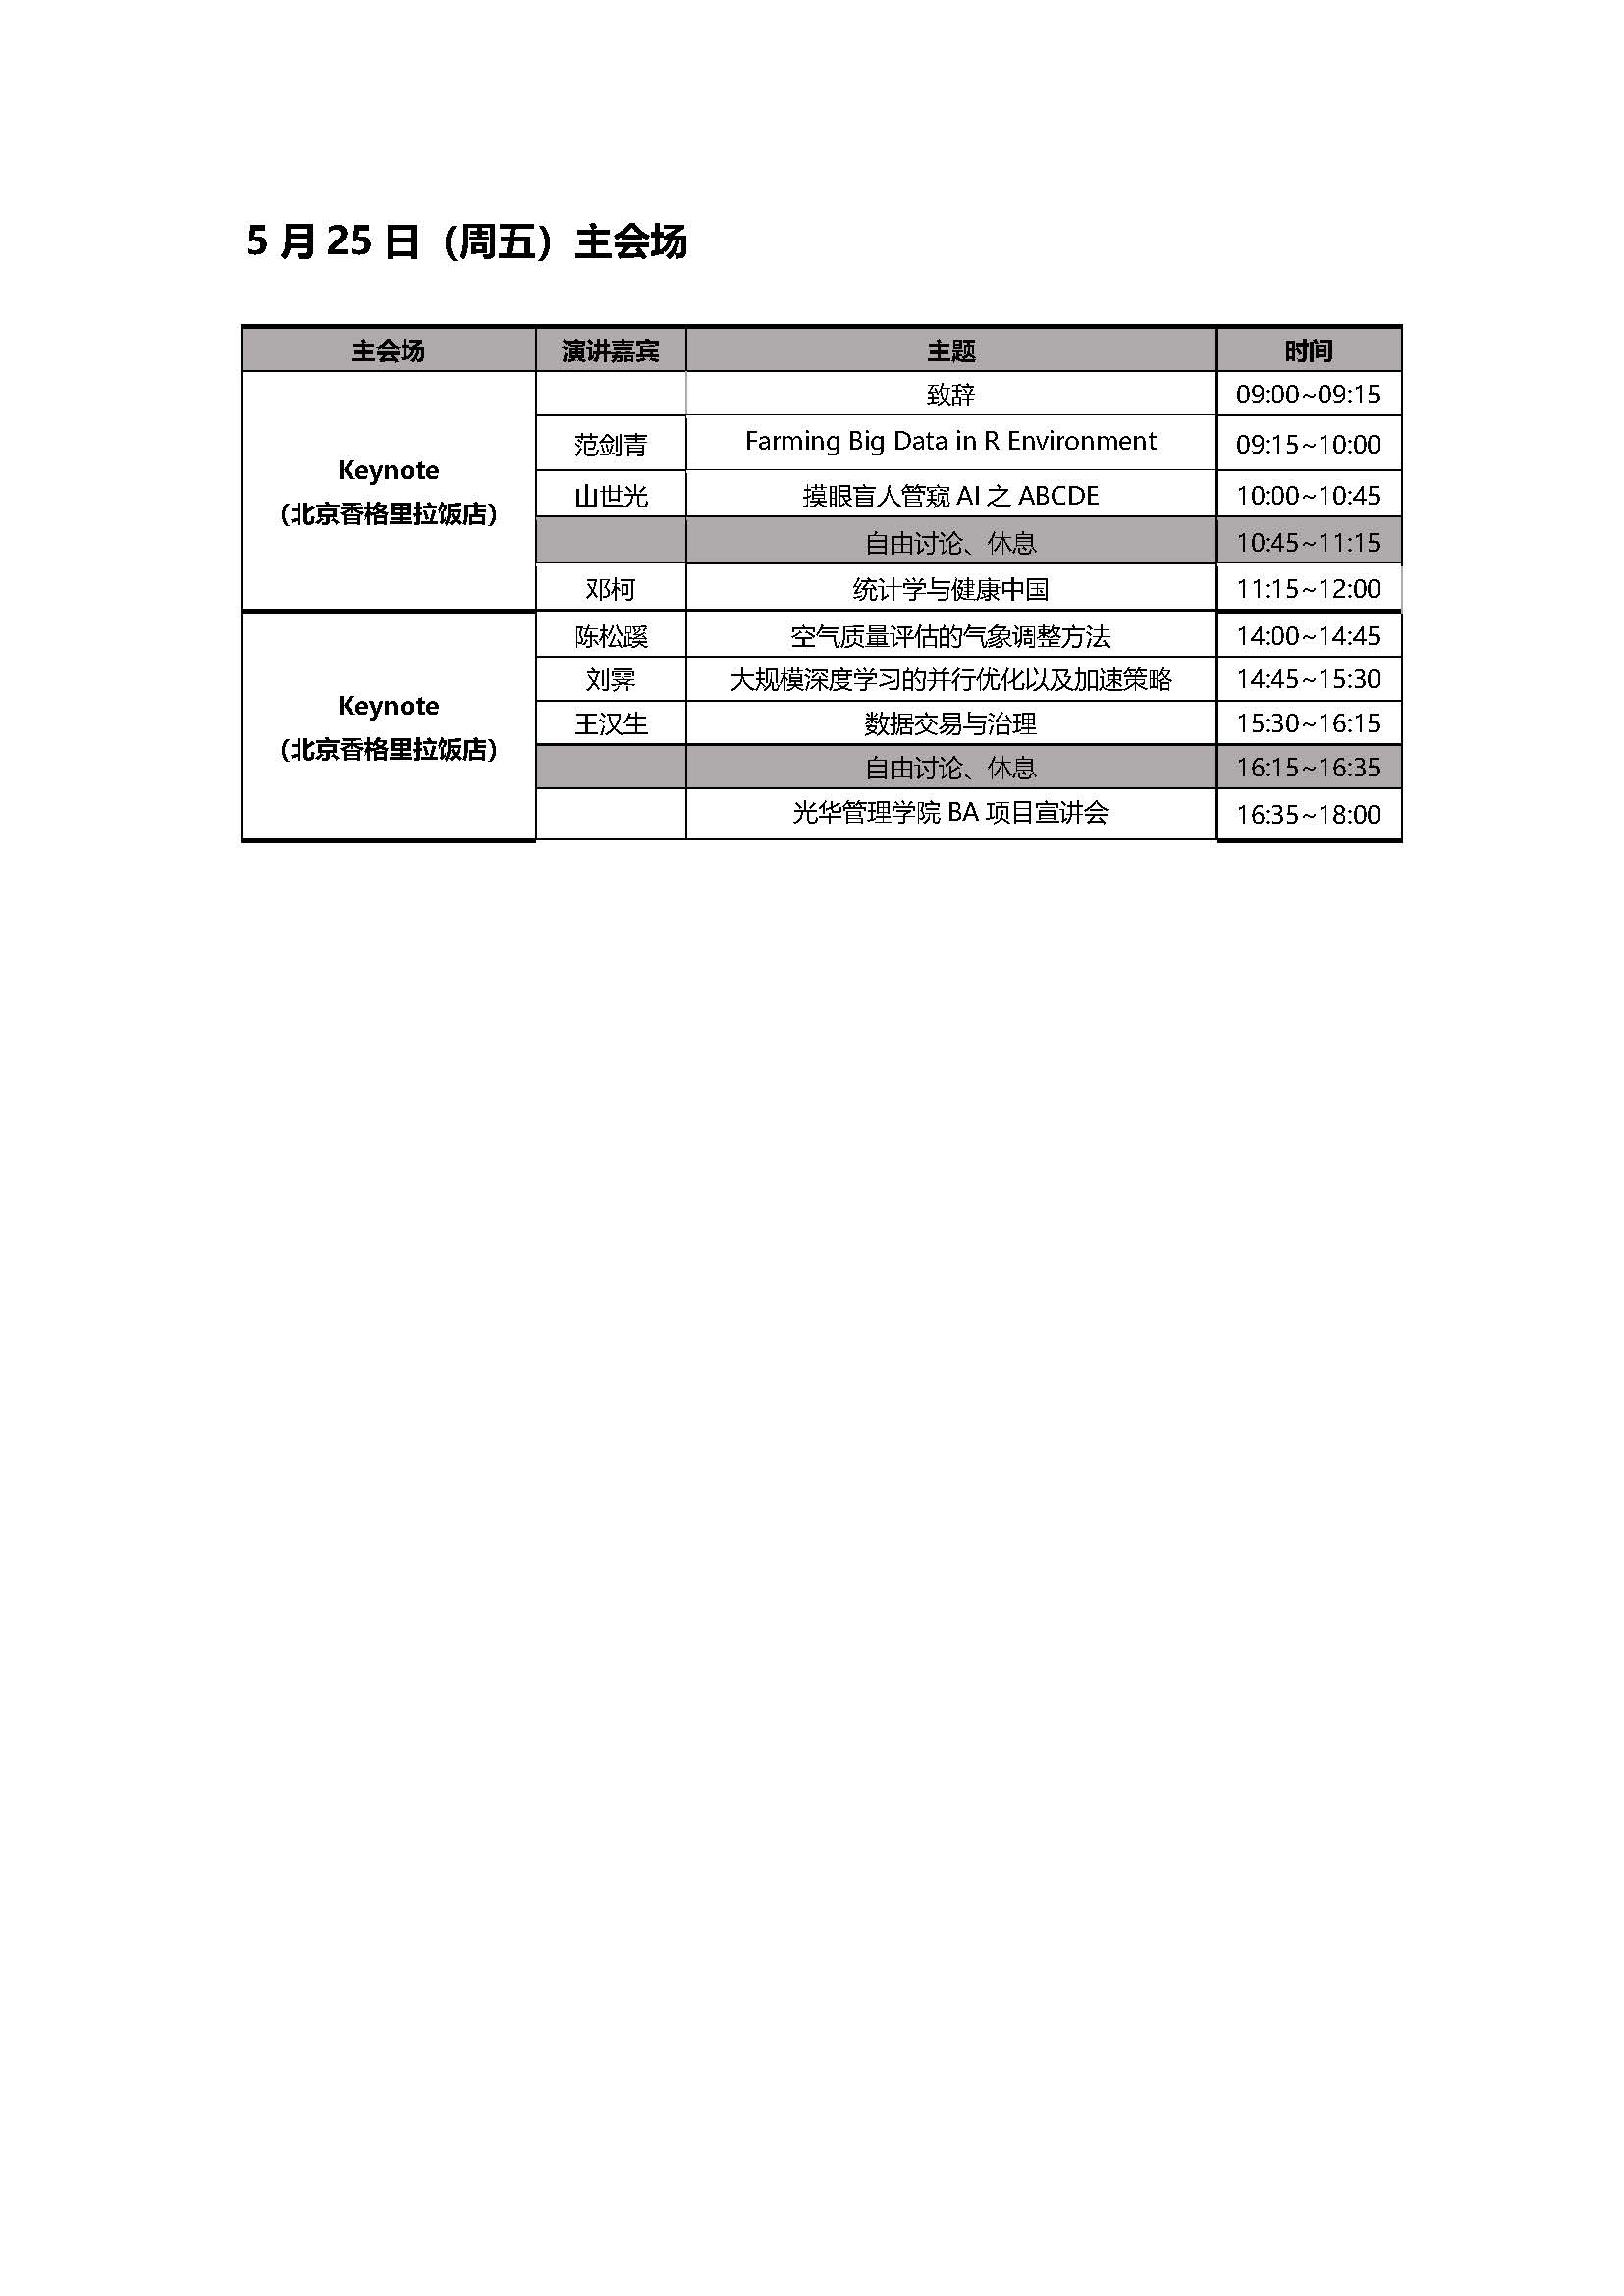 5 月 25 日（周五）主会场
主会场 演讲嘉宾 主题 时间
致辞 09:00~09:15
范剑青 Farming Big Data in R Environment 09:15~10:00
Keynote
（北京香格里拉饭店）
山世光 摸眼盲人管窥 AI 之 ABCDE 10:00~10:45
自由讨论、休息 10:45~11:15
邓柯 统计学与健康中国 11:15~12:00
陈松蹊 空气质量评估的气象调整方法 14:00~14:45
刘霁 大规模深度学习的并行优化以及加速策略 14:45~15:30
Keynote
（北京香格里拉饭店）
王汉生 数据交易与治理 15:30~16:15
自由讨论、休息 16:15~16:35
光华管理学院 BA 项目宣讲会 16:35~18:00